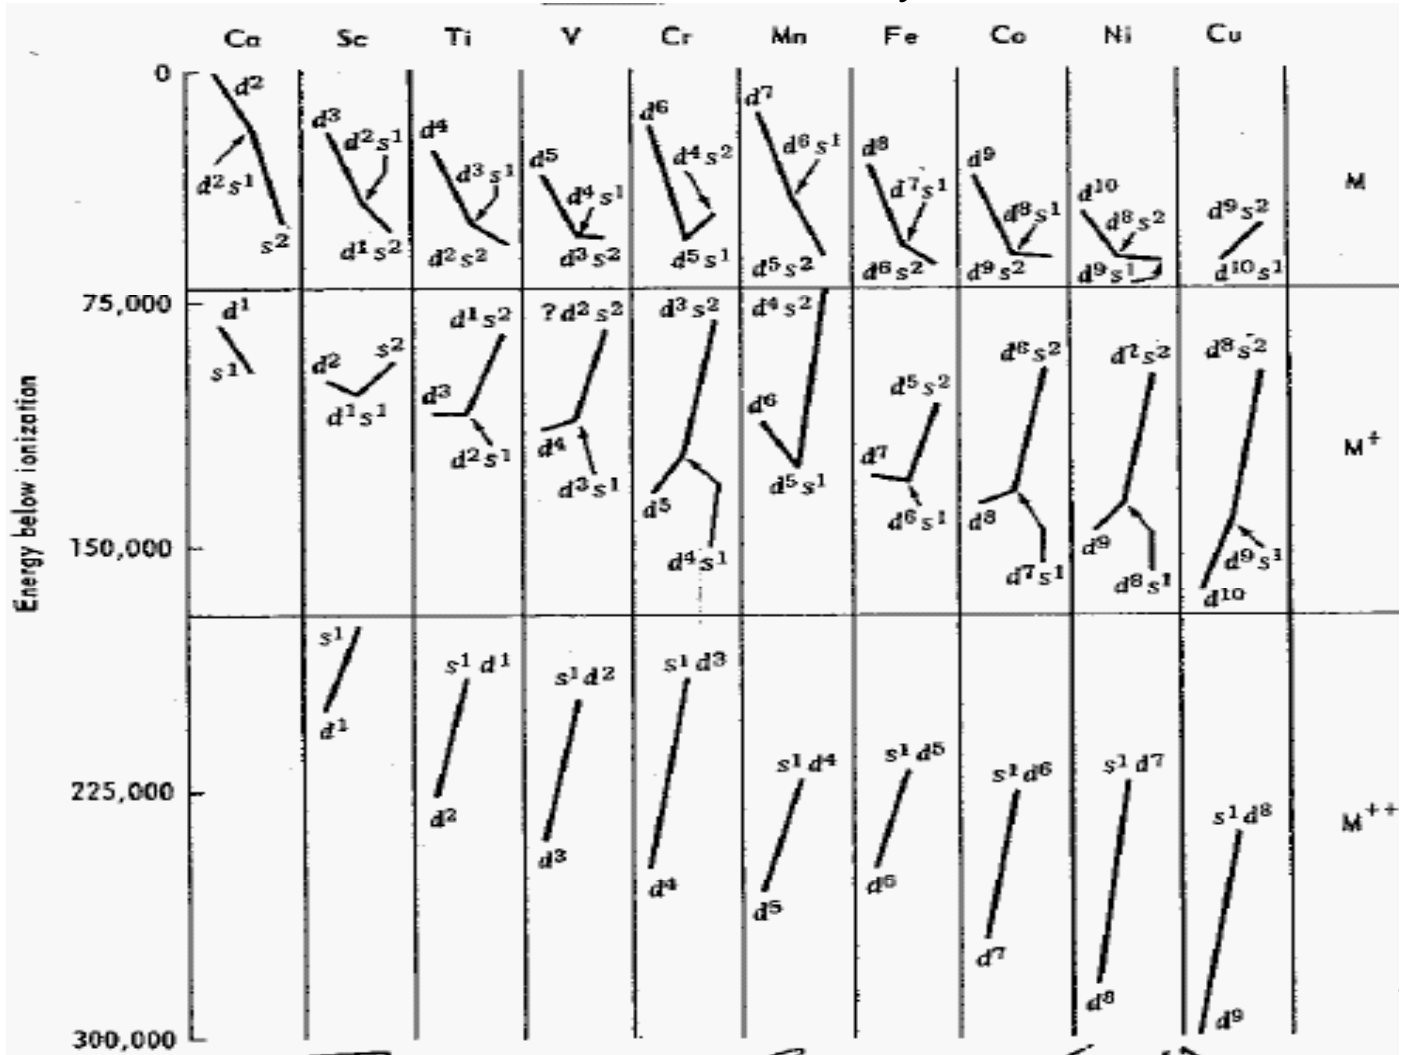 Ca Sc Ti V Cr Mn Fe Co Ni Cu
Energy below ionization
0
75,000
150,000
225,000
300,000
M
M⁺
M⁺⁺
d² d²s¹ s²
d³ d²s¹ d¹s²
d⁴ d³s¹ d²s²
d⁵ d⁴s¹ d³s²
d⁶ d⁴s² d⁵s¹
d⁷ d⁶s¹ d⁵s²
d⁸ d⁷s¹ d⁶s²
d⁹ d⁸s¹ d⁹s²
d¹⁰ d⁸s² d⁹s¹
d⁹s² d¹⁰s¹
d¹ s¹
d² s² d¹s¹
d¹s² d³ d²s¹
?d²s² d⁴ d³s¹
d³s² d⁵ d⁴s¹
d⁴s² d⁶ d⁵s¹
d⁵s² d⁷ d⁶s¹
d⁶s² d⁸ d⁷s¹
d⁷s² d⁹ d⁸s¹
d⁸s² d⁹s¹ d¹⁰
s¹ d¹
s¹d¹ d²
s¹d² d³
s¹d³ d⁴
s¹d⁴ d⁵
s¹d⁵ d⁶
s¹d⁶ d⁷
s¹d⁷ d⁸
s¹d⁸ d⁹